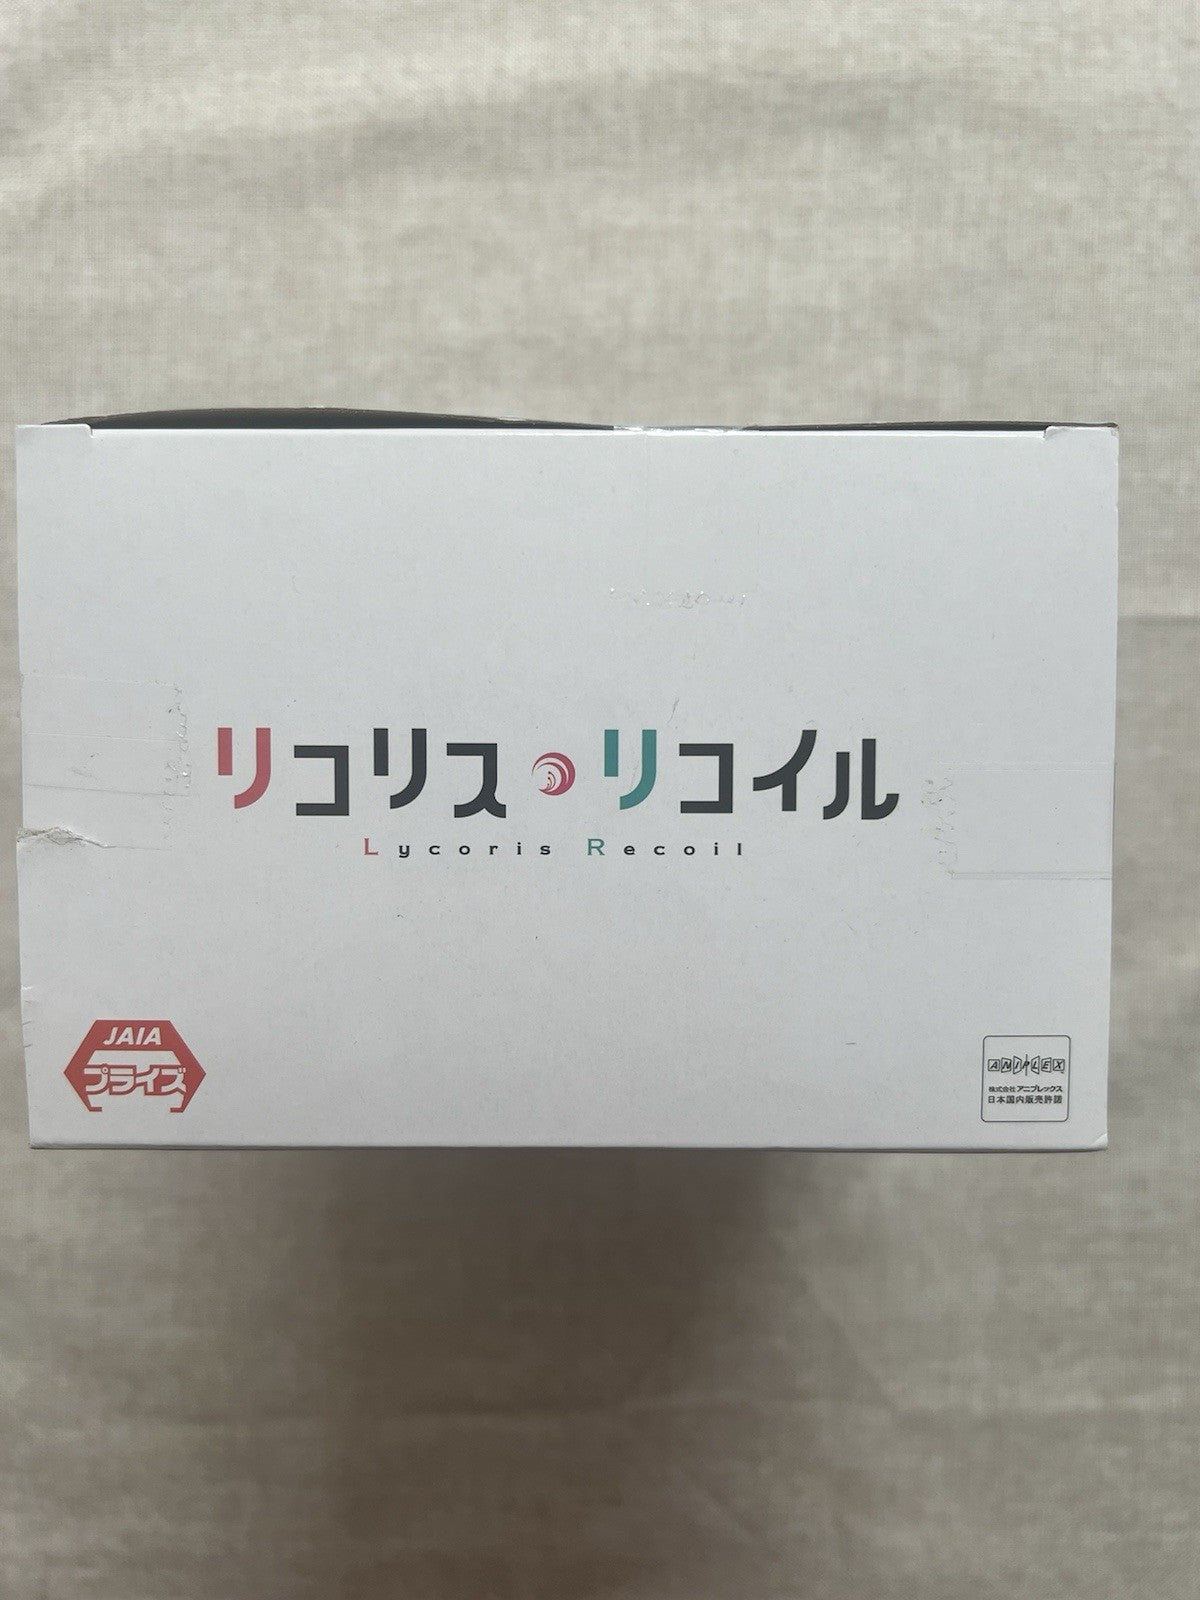 リコリス・リコイル
Lycoris Recoil
JAIA
プライズ
ANIPLEX
株式会社アニプレックス
日本国内販売許諾